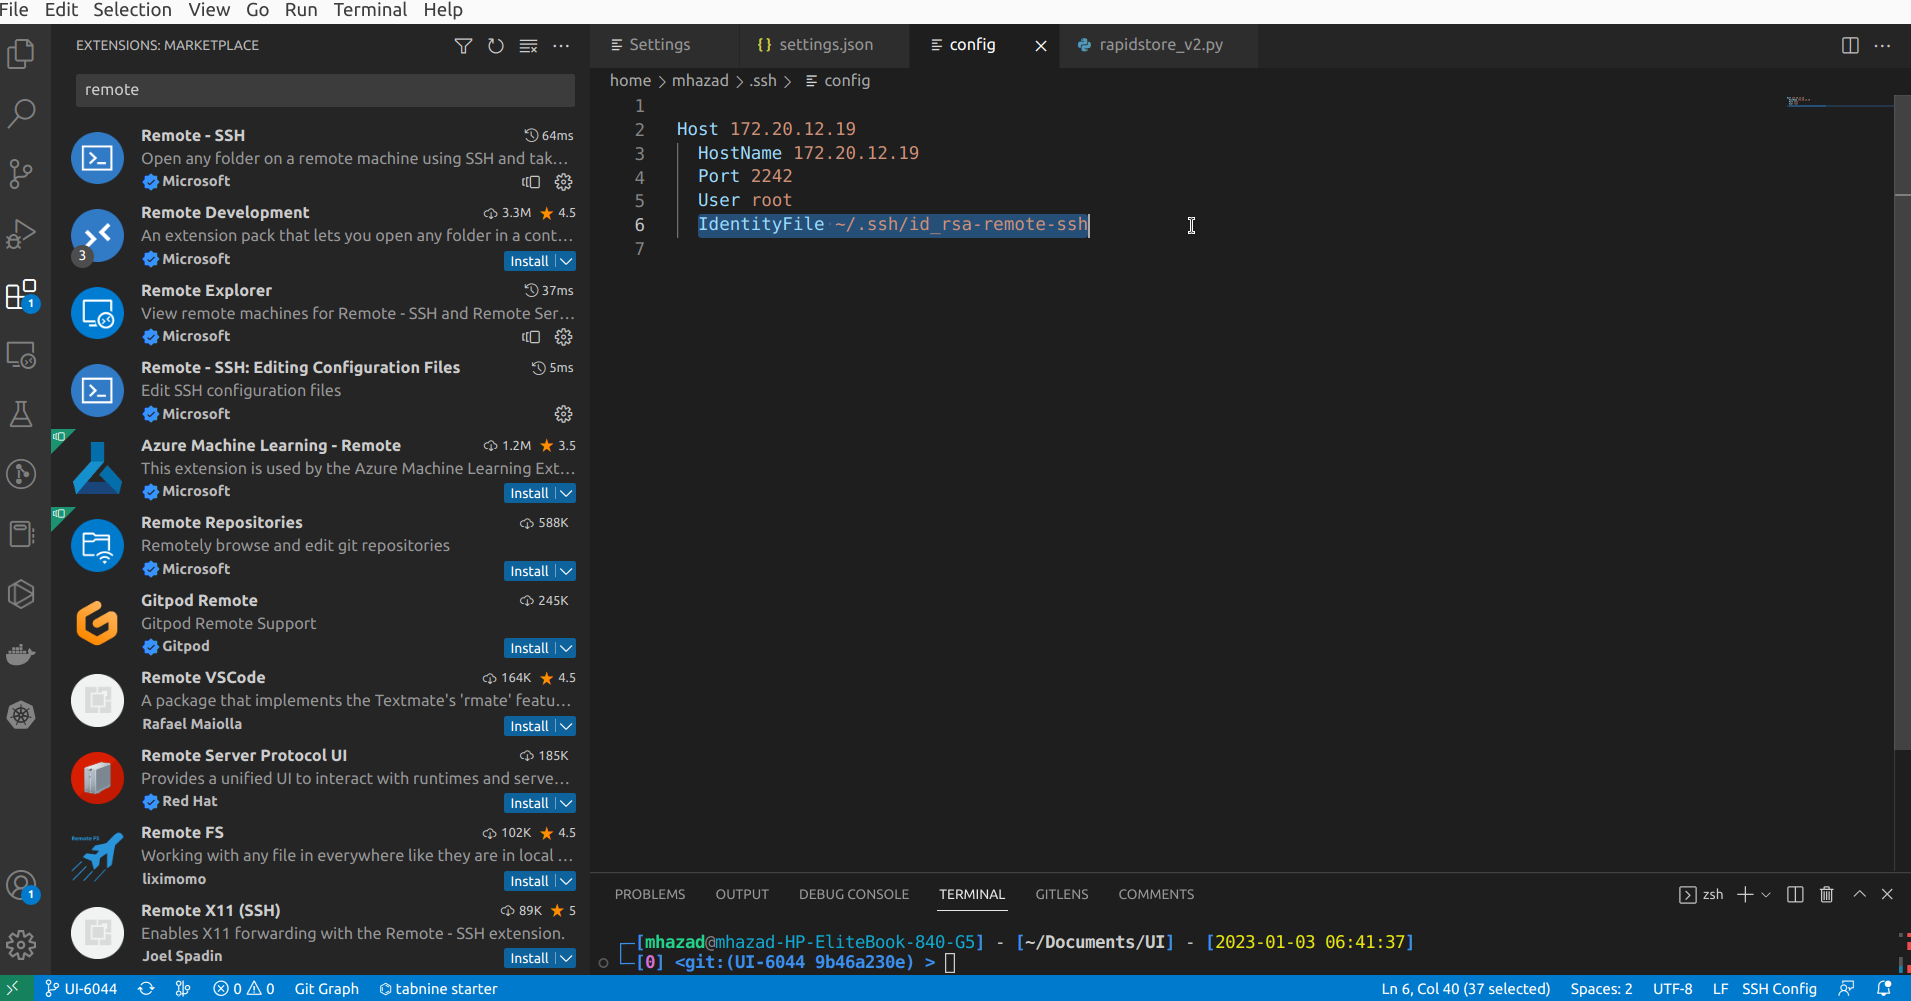 File Edit Selection View Go Run Terminal Help
EXTENSIONS: MARKETPLACE
remote
Remote - SSH 64ms
Open any folder on a remote machine using SSH and tak...
Microsoft
Remote Development 3.3M 4.5
An extension pack that lets you open any folder in a cont...
3
Microsoft Install
Remote Explorer 37ms
View remote machines for Remote - SSH and Remote Ser...
Microsoft
Remote - SSH: Editing Configuration Files 5ms
Edit SSH configuration files
Microsoft
Azure Machine Learning - Remote 1.2M 3.5
This extension is used by the Azure Machine Learning Ext...
Microsoft Install
Remote Repositories 588K
Remotely browse and edit git repositories
Microsoft Install
Gitpod Remote 245K
Gitpod Remote Support
Gitpod Install
Remote VSCode 164K 4.5
A package that implements the Textmate's 'rmate' featu...
Rafael Maiolla Install
Remote Server Protocol UI 185K
Provides a unified UI to interact with runtimes and serve...
Red Hat Install
Remote FS 102K 4.5
Remote FS
Working with any file in everywhere like they are in local ...
liximomo Install
Remote X11 (SSH) 89K 5
Enables X11 forwarding with the Remote - SSH extension.
Joel Spadin Install
1
1
Settings {} settings.json config rapidstore_v2.py
home > mhazad > .ssh > config
1
2 Host 172.20.12.19
3 HostName 172.20.12.19
4 Port 2242
5 User root
6 IdentityFile ~/.ssh/id_rsa-remote-ssh
7
PROBLEMS OUTPUT DEBUG CONSOLE TERMINAL GITLENS COMMENTS zsh
[mhazad@mhazad-HP-EliteBook-840-G5] - [~/Documents/UI] - [2023-01-03 06:41:37]
[0] <git:(UI-6044 9b46a230e) >
UI-6044 0 0 Git Graph tabnine starter Ln 6, Col 40 (37 selected) Spaces: 2 UTF-8 LF SSH Config